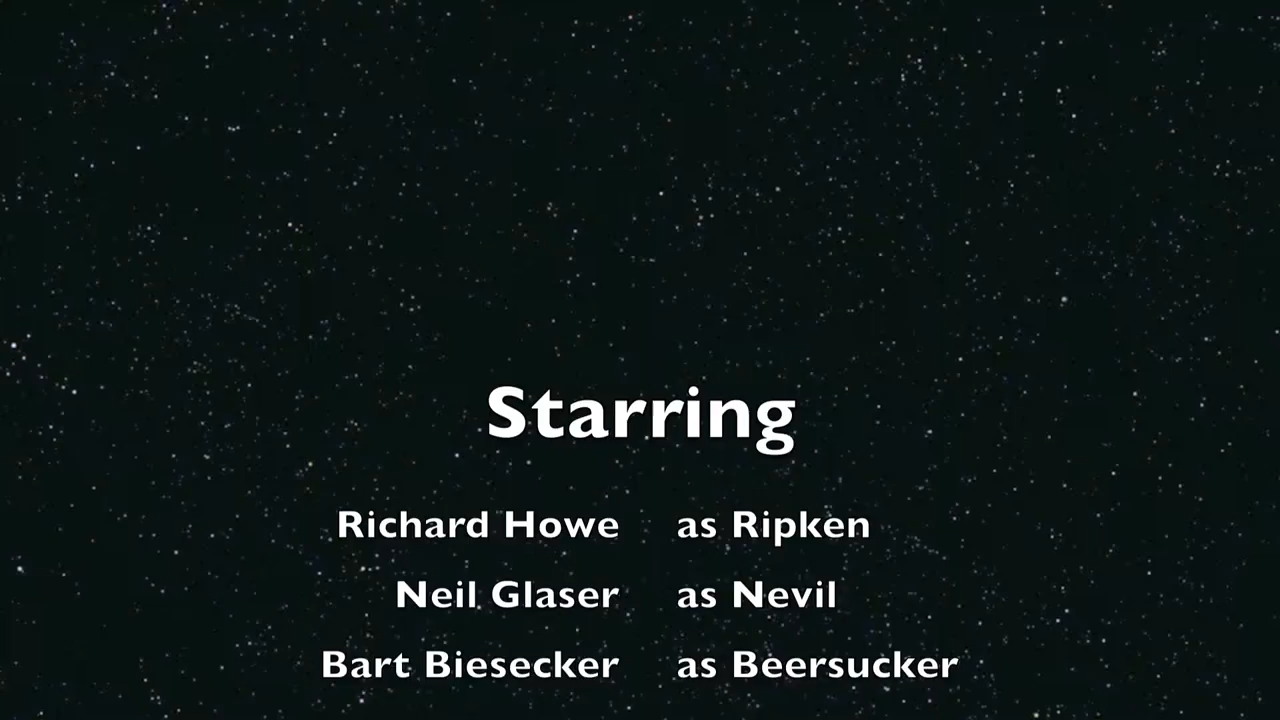 Starring
Richard Howe as Ripken
Neil Glaser as Nevil
Bart Biesecker as Beersucker